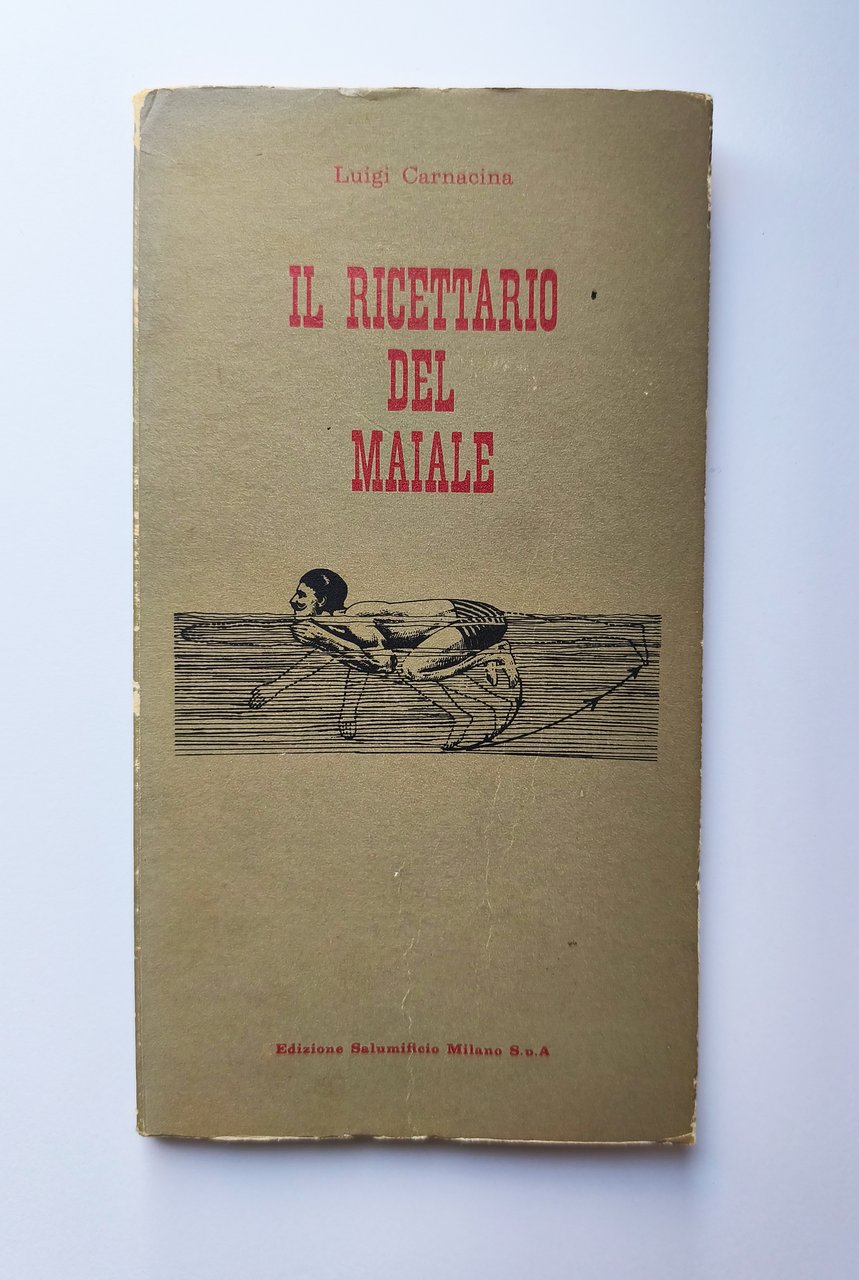 Luigi Carnacina
IL RICETTARIO
DEL
MAIALE
Edizione Salumificio Milano S.p.A